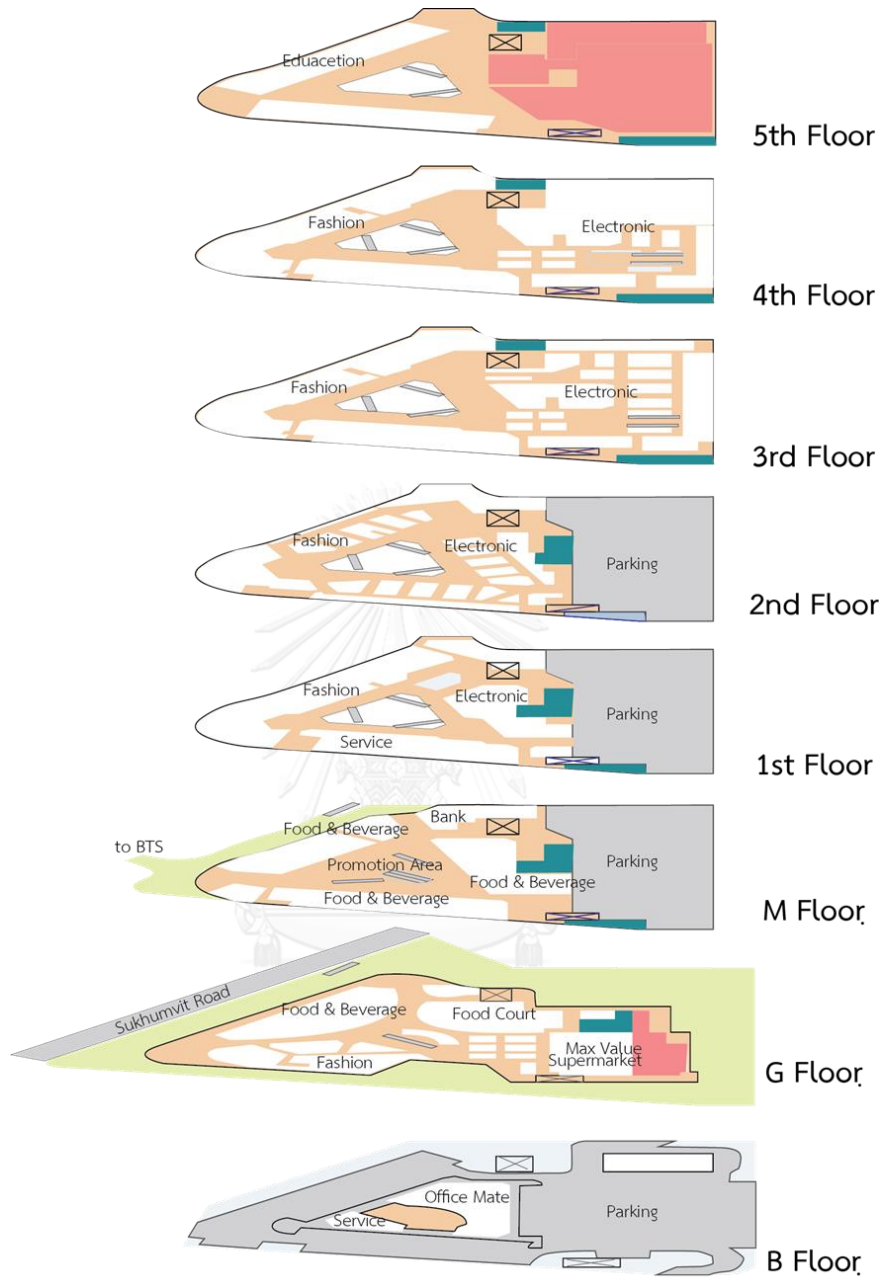 Eduacetion
5th Floor
Fashion
Electronic
4th Floor
Fashion
Electronic
3rd Floor
Fashion
Electronic
Parking
2nd Floor
Fashion
Electronic
Service
Parking
1st Floor
Bank
Food & Beverage
to BTS
Promotion Area
Parking
Food & Beverage
Food & Beverage
M Floor
Sukhumvit Road
Food & Beverage
Food Court
Max Value
Supermarket
Fashion
G Floor
Office Mate
Service
Parking
B Floor